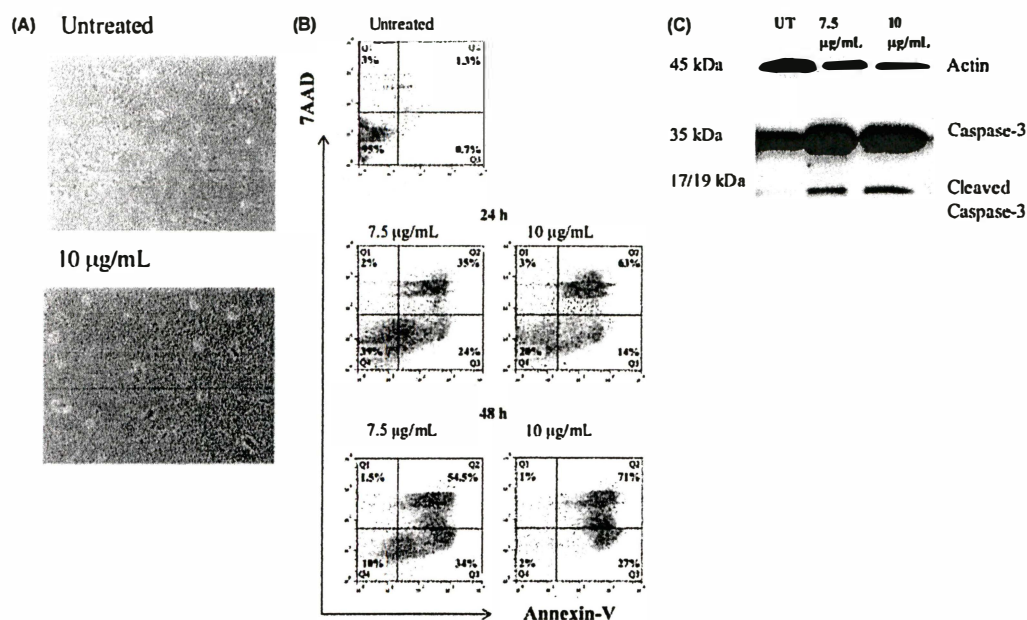 (A) Untreated
10 µg/mL
(B) Untreated
7AAD
Q1
3% 1.3%
95% 0.7%
Q3
24 h
7.5 µg/mL 10 µg/mL
Q1 Q2
2% 35%
39% 24%
Q4 Q3
Q1 Q2
3% 63%
20% 14%
Q4 Q3
48 h
7.5 µg/mL 10 µg/mL
Q1 Q2
1.5% 54.5%
10% 34%
Q4 Q3
Q1 Q2
1% 71%
2% 27%
Q4 Q3
Annexin-V
(C) UT 7.5 µg/mL 10 µg/mL
45 kDa Actin
35 kDa Caspase-3
17/19 kDa Cleaved
Caspase-3